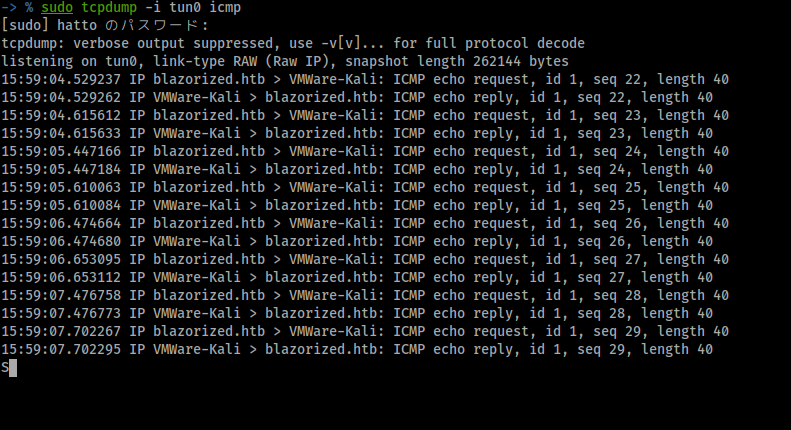 -> % sudo tcpdump -i tun0 icmp
[sudo] hatto のパスワード:
tcpdump: verbose output suppressed, use -v[v]... for full protocol decode
listening on tun0, link-type RAW (Raw IP), snapshot length 262144 bytes
15:59:04.529237 IP blazorized.htb > VMWare-Kali: ICMP echo request, id 1, seq 22, length 40
15:59:04.529262 IP VMWare-Kali > blazorized.htb: ICMP echo reply, id 1, seq 22, length 40
15:59:04.615612 IP blazorized.htb > VMWare-Kali: ICMP echo request, id 1, seq 23, length 40
15:59:04.615633 IP VMWare-Kali > blazorized.htb: ICMP echo reply, id 1, seq 23, length 40
15:59:05.447166 IP blazorized.htb > VMWare-Kali: ICMP echo request, id 1, seq 24, length 40
15:59:05.447184 IP VMWare-Kali > blazorized.htb: ICMP echo reply, id 1, seq 24, length 40
15:59:05.610063 IP blazorized.htb > VMWare-Kali: ICMP echo request, id 1, seq 25, length 40
15:59:05.610084 IP VMWare-Kali > blazorized.htb: ICMP echo reply, id 1, seq 25, length 40
15:59:06.474664 IP blazorized.htb > VMWare-Kali: ICMP echo request, id 1, seq 26, length 40
15:59:06.474680 IP VMWare-Kali > blazorized.htb: ICMP echo reply, id 1, seq 26, length 40
15:59:06.653095 IP blazorized.htb > VMWare-Kali: ICMP echo request, id 1, seq 27, length 40
15:59:06.653112 IP VMWare-Kali > blazorized.htb: ICMP echo reply, id 1, seq 27, length 40
15:59:07.476758 IP blazorized.htb > VMWare-Kali: ICMP echo request, id 1, seq 28, length 40
15:59:07.476773 IP VMWare-Kali > blazorized.htb: ICMP echo reply, id 1, seq 28, length 40
15:59:07.702267 IP blazorized.htb > VMWare-Kali: ICMP echo request, id 1, seq 29, length 40
15:59:07.702295 IP VMWare-Kali > blazorized.htb: ICMP echo reply, id 1, seq 29, length 40
S